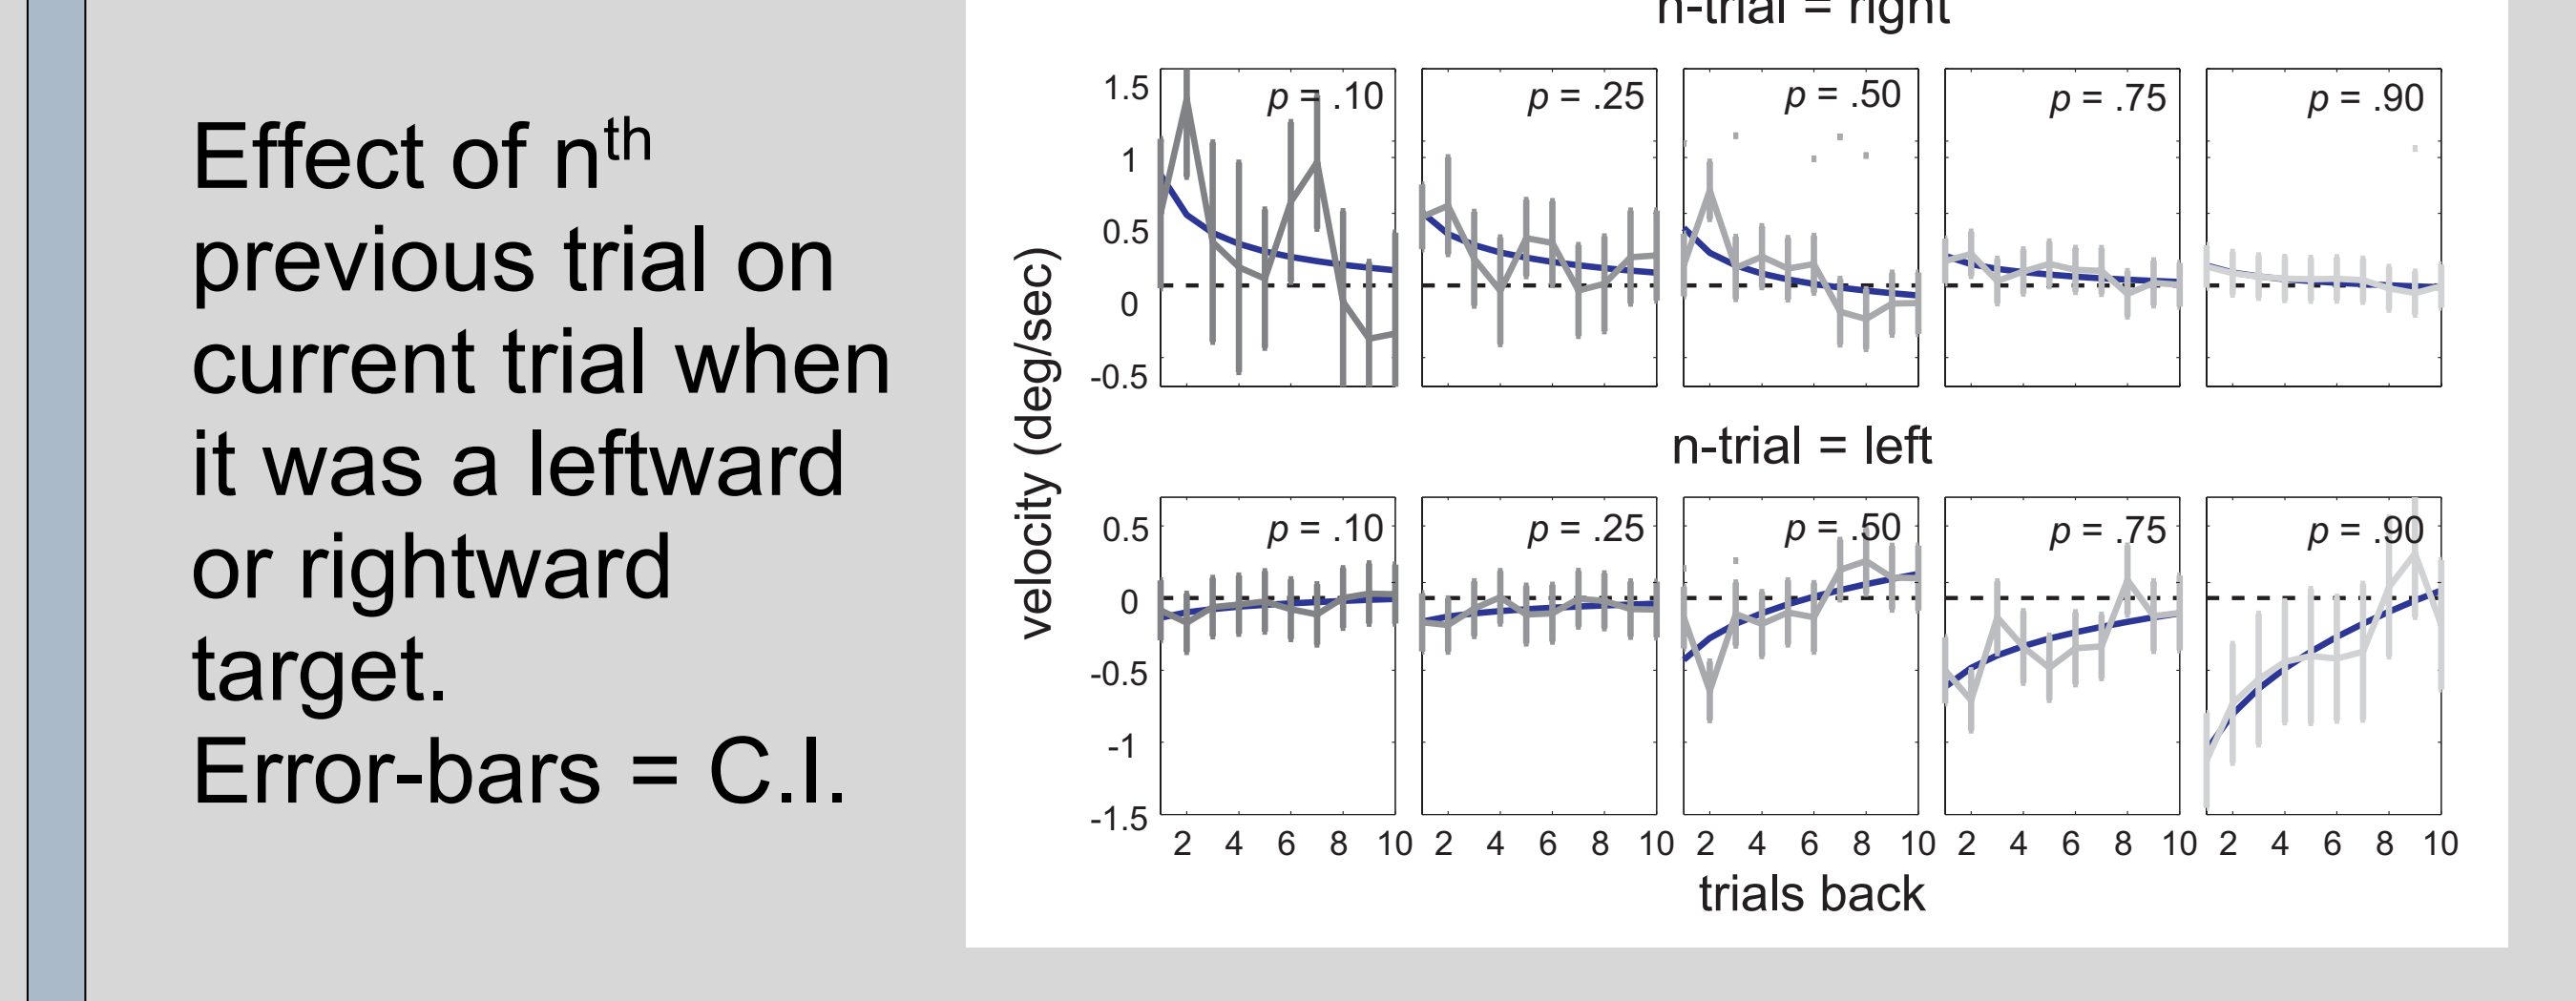 Effect of nth
previous trial on
current trial when
it was a leftward
or rightward
target.
Error-bars = C.I.
n-trial = right
p = .10
p = .25
p = .50
p = .75
p = .90
1.5
1
0.5
0
-0.5
velocity (deg/sec)
n-trial = left
p = .10
p = .25
p = .50
p = .75
p = .90
0.5
0
-0.5
-1
-1.5
2 4 6 8 10 2 4 6 8 10 2 4 6 8 10 2 4 6 8 10 2 4 6 8 10
trials back